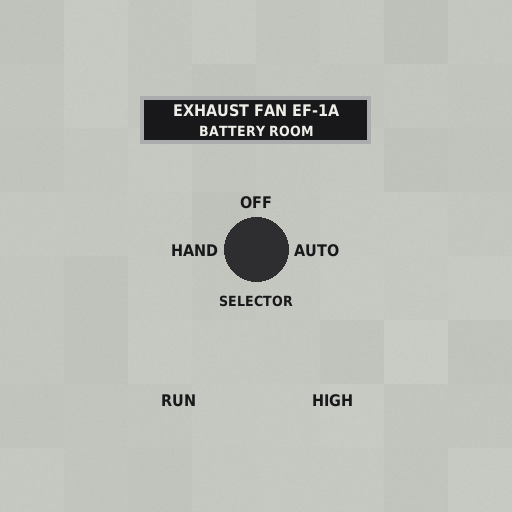 EXHAUST FAN EF-1A
BATTERY ROOM
OFF
HAND AUTO
SELECTOR
RUN HIGH